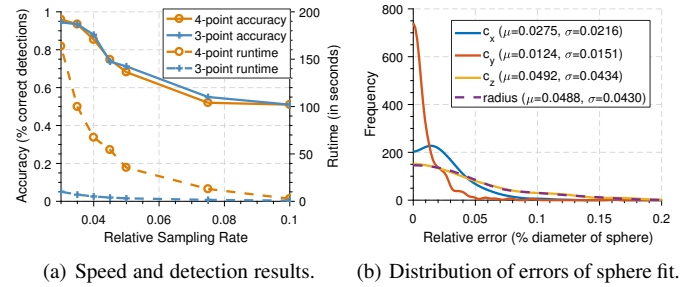 Accuracy (% correct detections)
1
0.8
0.6
0.4
0.2
0
4-point accuracy
3-point accuracy
4-point runtime
3-point runtime
200
150
100
50
0
Rutime (in seconds)
0.04
0.06
0.08
0.1
Relative Sampling Rate
(a) Speed and detection results.
Frequency
800
600
400
200
0
c_x (μ=0.0275, σ=0.0216)
c_y (μ=0.0124, σ=0.0151)
c_z (μ=0.0492, σ=0.0434)
radius (μ=0.0488, σ=0.0430)
0
0.05
0.1
0.15
0.2
Relative error (% diameter of sphere)
(b) Distribution of errors of sphere fit.